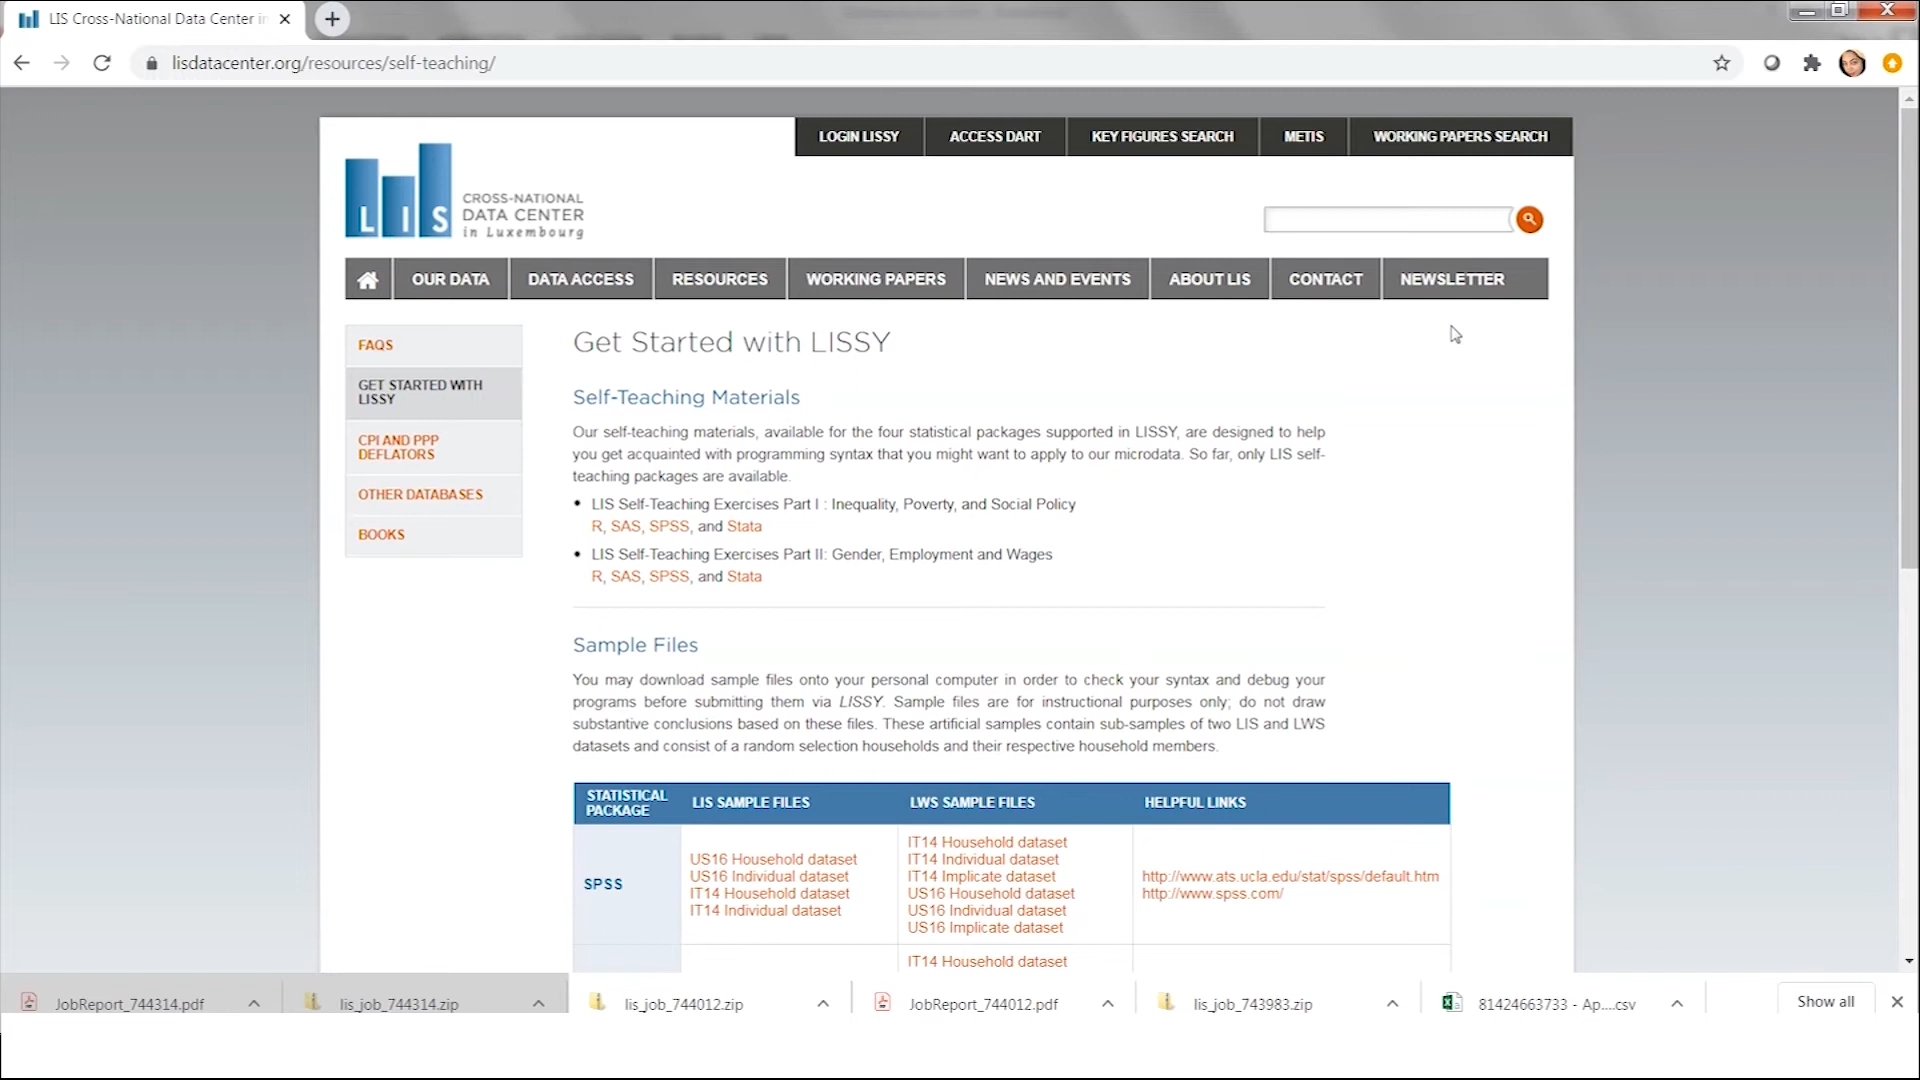 LIS Cross-National Data Center in
lisdatacenter.org/resources/self-teaching/
LOGIN LISSY
ACCESS DART
KEY FIGURES SEARCH
METIS
WORKING PAPERS SEARCH
LIS
CROSS-NATIONAL
DATA CENTER
in Luxembourg
OUR DATA
DATA ACCESS
RESOURCES
WORKING PAPERS
NEWS AND EVENTS
ABOUT LIS
CONTACT
NEWSLETTER
FAQS
GET STARTED WITH
LISSY
CPI AND PPP
DEFLATORS
OTHER DATABASES
BOOKS
Get Started with LISSY
Self-Teaching Materials
Our self-teaching materials, available for the four statistical packages supported in LISSY, are designed to help
you get acquainted with programming syntax that you might want to apply to our microdata. So far, only LIS self-
teaching packages are available.
• LIS Self-Teaching Exercises Part I : Inequality, Poverty, and Social Policy
R, SAS, SPSS, and Stata
• LIS Self-Teaching Exercises Part II: Gender, Employment and Wages
R, SAS, SPSS, and Stata
Sample Files
You may download sample files onto your personal computer in order to check your syntax and debug your
programs before submitting them via LISSY. Sample files are for instructional purposes only; do not draw
substantive conclusions based on these files. These artificial samples contain sub-samples of two LIS and LWS
datasets and consist of a random selection households and their respective household members.
STATISTICAL
PACKAGE
LIS SAMPLE FILES
LWS SAMPLE FILES
HELPFUL LINKS
SPSS
US16 Household dataset
US16 Individual dataset
IT14 Household dataset
IT14 Individual dataset
IT14 Household dataset
IT14 Individual dataset
IT14 Implicate dataset
US16 Household dataset
US16 Individual dataset
US16 Implicate dataset
http://www.ats.ucla.edu/stat/spss/default.htm
http://www.spss.com/
IT14 Household dataset
JobReport_744314.pdf
lis_job_744314.zip
lis_job_744012.zip
JobReport_744012.pdf
lis_job_743983.zip
81424663733 - Ap....csv
Show all